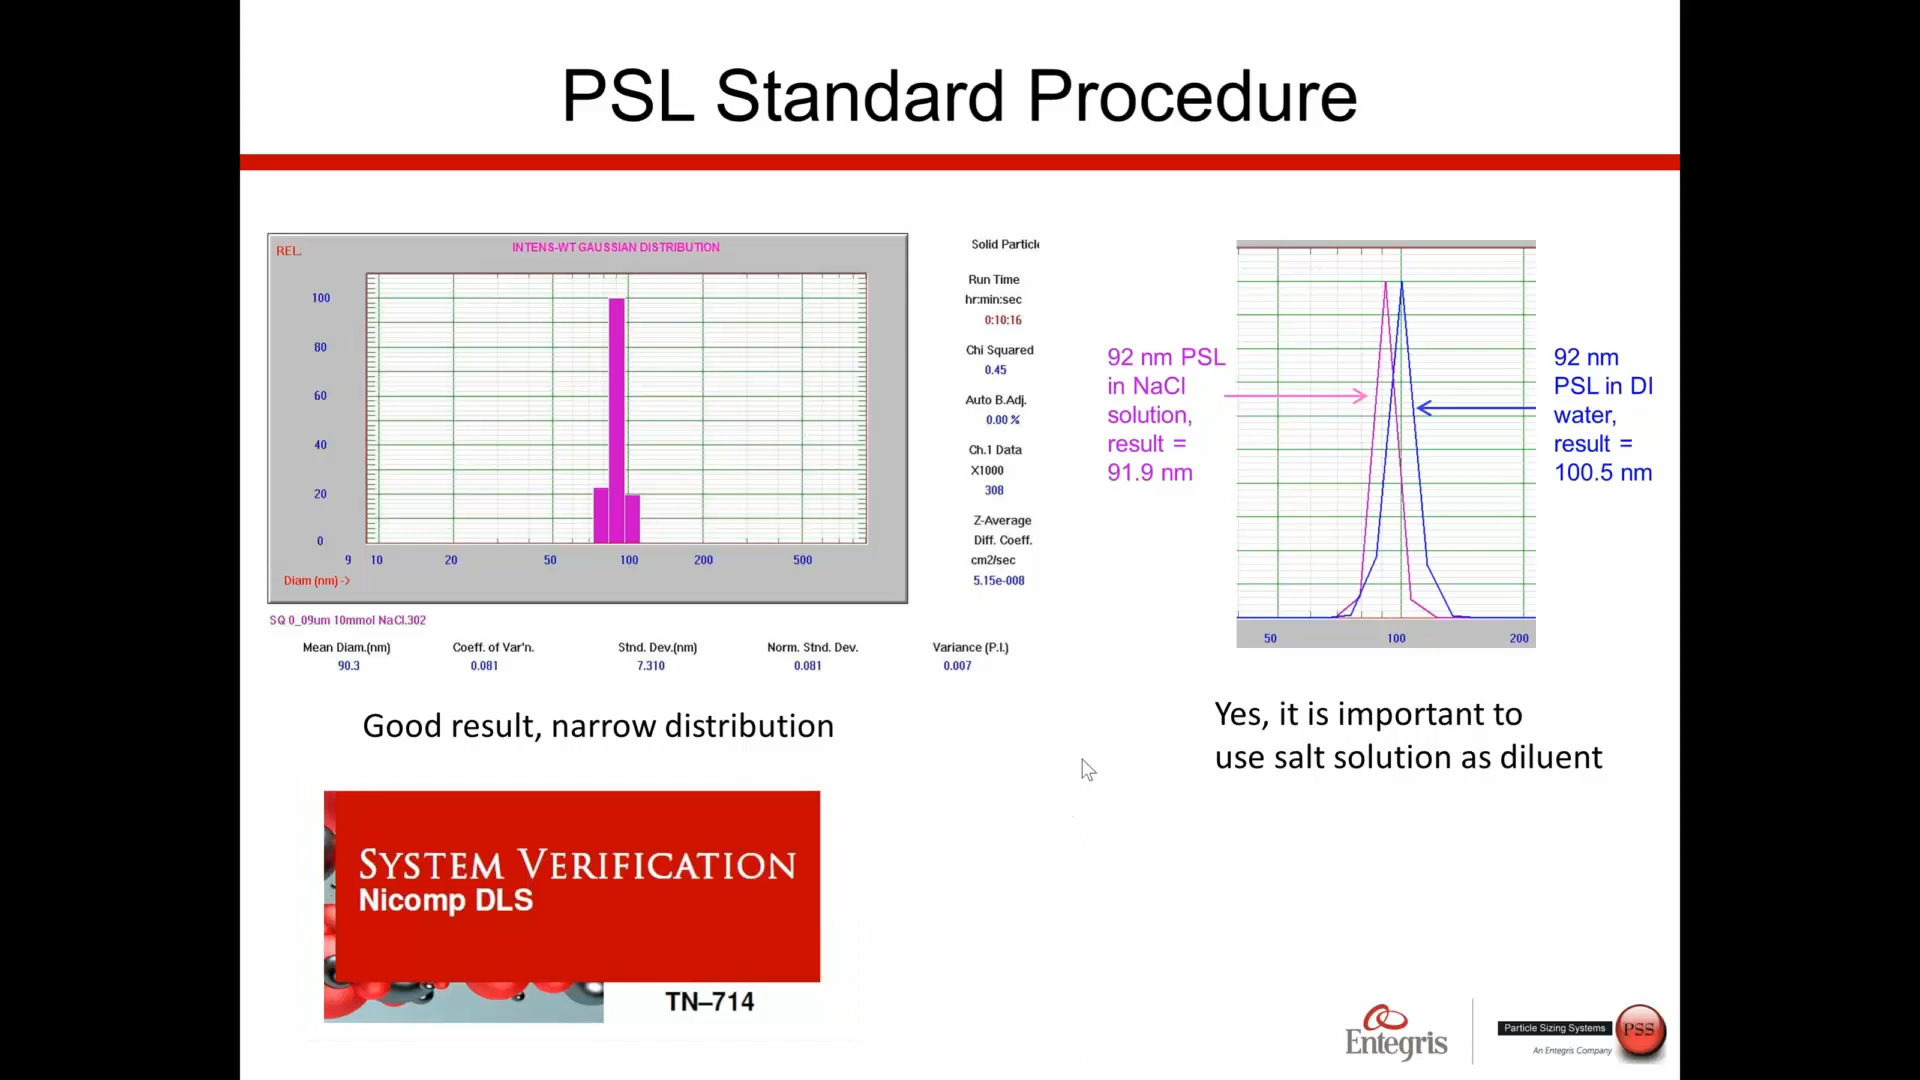 PSL Standard Procedure
REL.
INTENS-WT GAUSSIAN DISTRIBUTION
100
80
60
40
20
0
9 10 20 50 100 200 500
Diam (nm) ->
SQ 0_09um 10mmol NaCl.302
Mean Diam.(nm) Coeff. of Var'n. Stnd. Dev.(nm) Norm. Stnd. Dev. Variance (P.I.)
90.3 0.081 7.310 0.081 0.007
Solid Particle
Run Time
hr:min:sec
0:10:16
Chi Squared
0.45
Auto B.Adj.
0.00 %
Ch.1 Data
X1000
308
Z-Average
Diff. Coeff.
cm2/sec
5.15e-008
92 nm PSL
in NaCl
solution,
result =
91.9 nm
50 100 200
92 nm
PSL in DI
water,
result =
100.5 nm
Good result, narrow distribution
Yes, it is important to
use salt solution as diluent
SYSTEM VERIFICATION
Nicomp DLS
TN–714
Entegris
Particle Sizing Systems
PSS
An Entegris Company